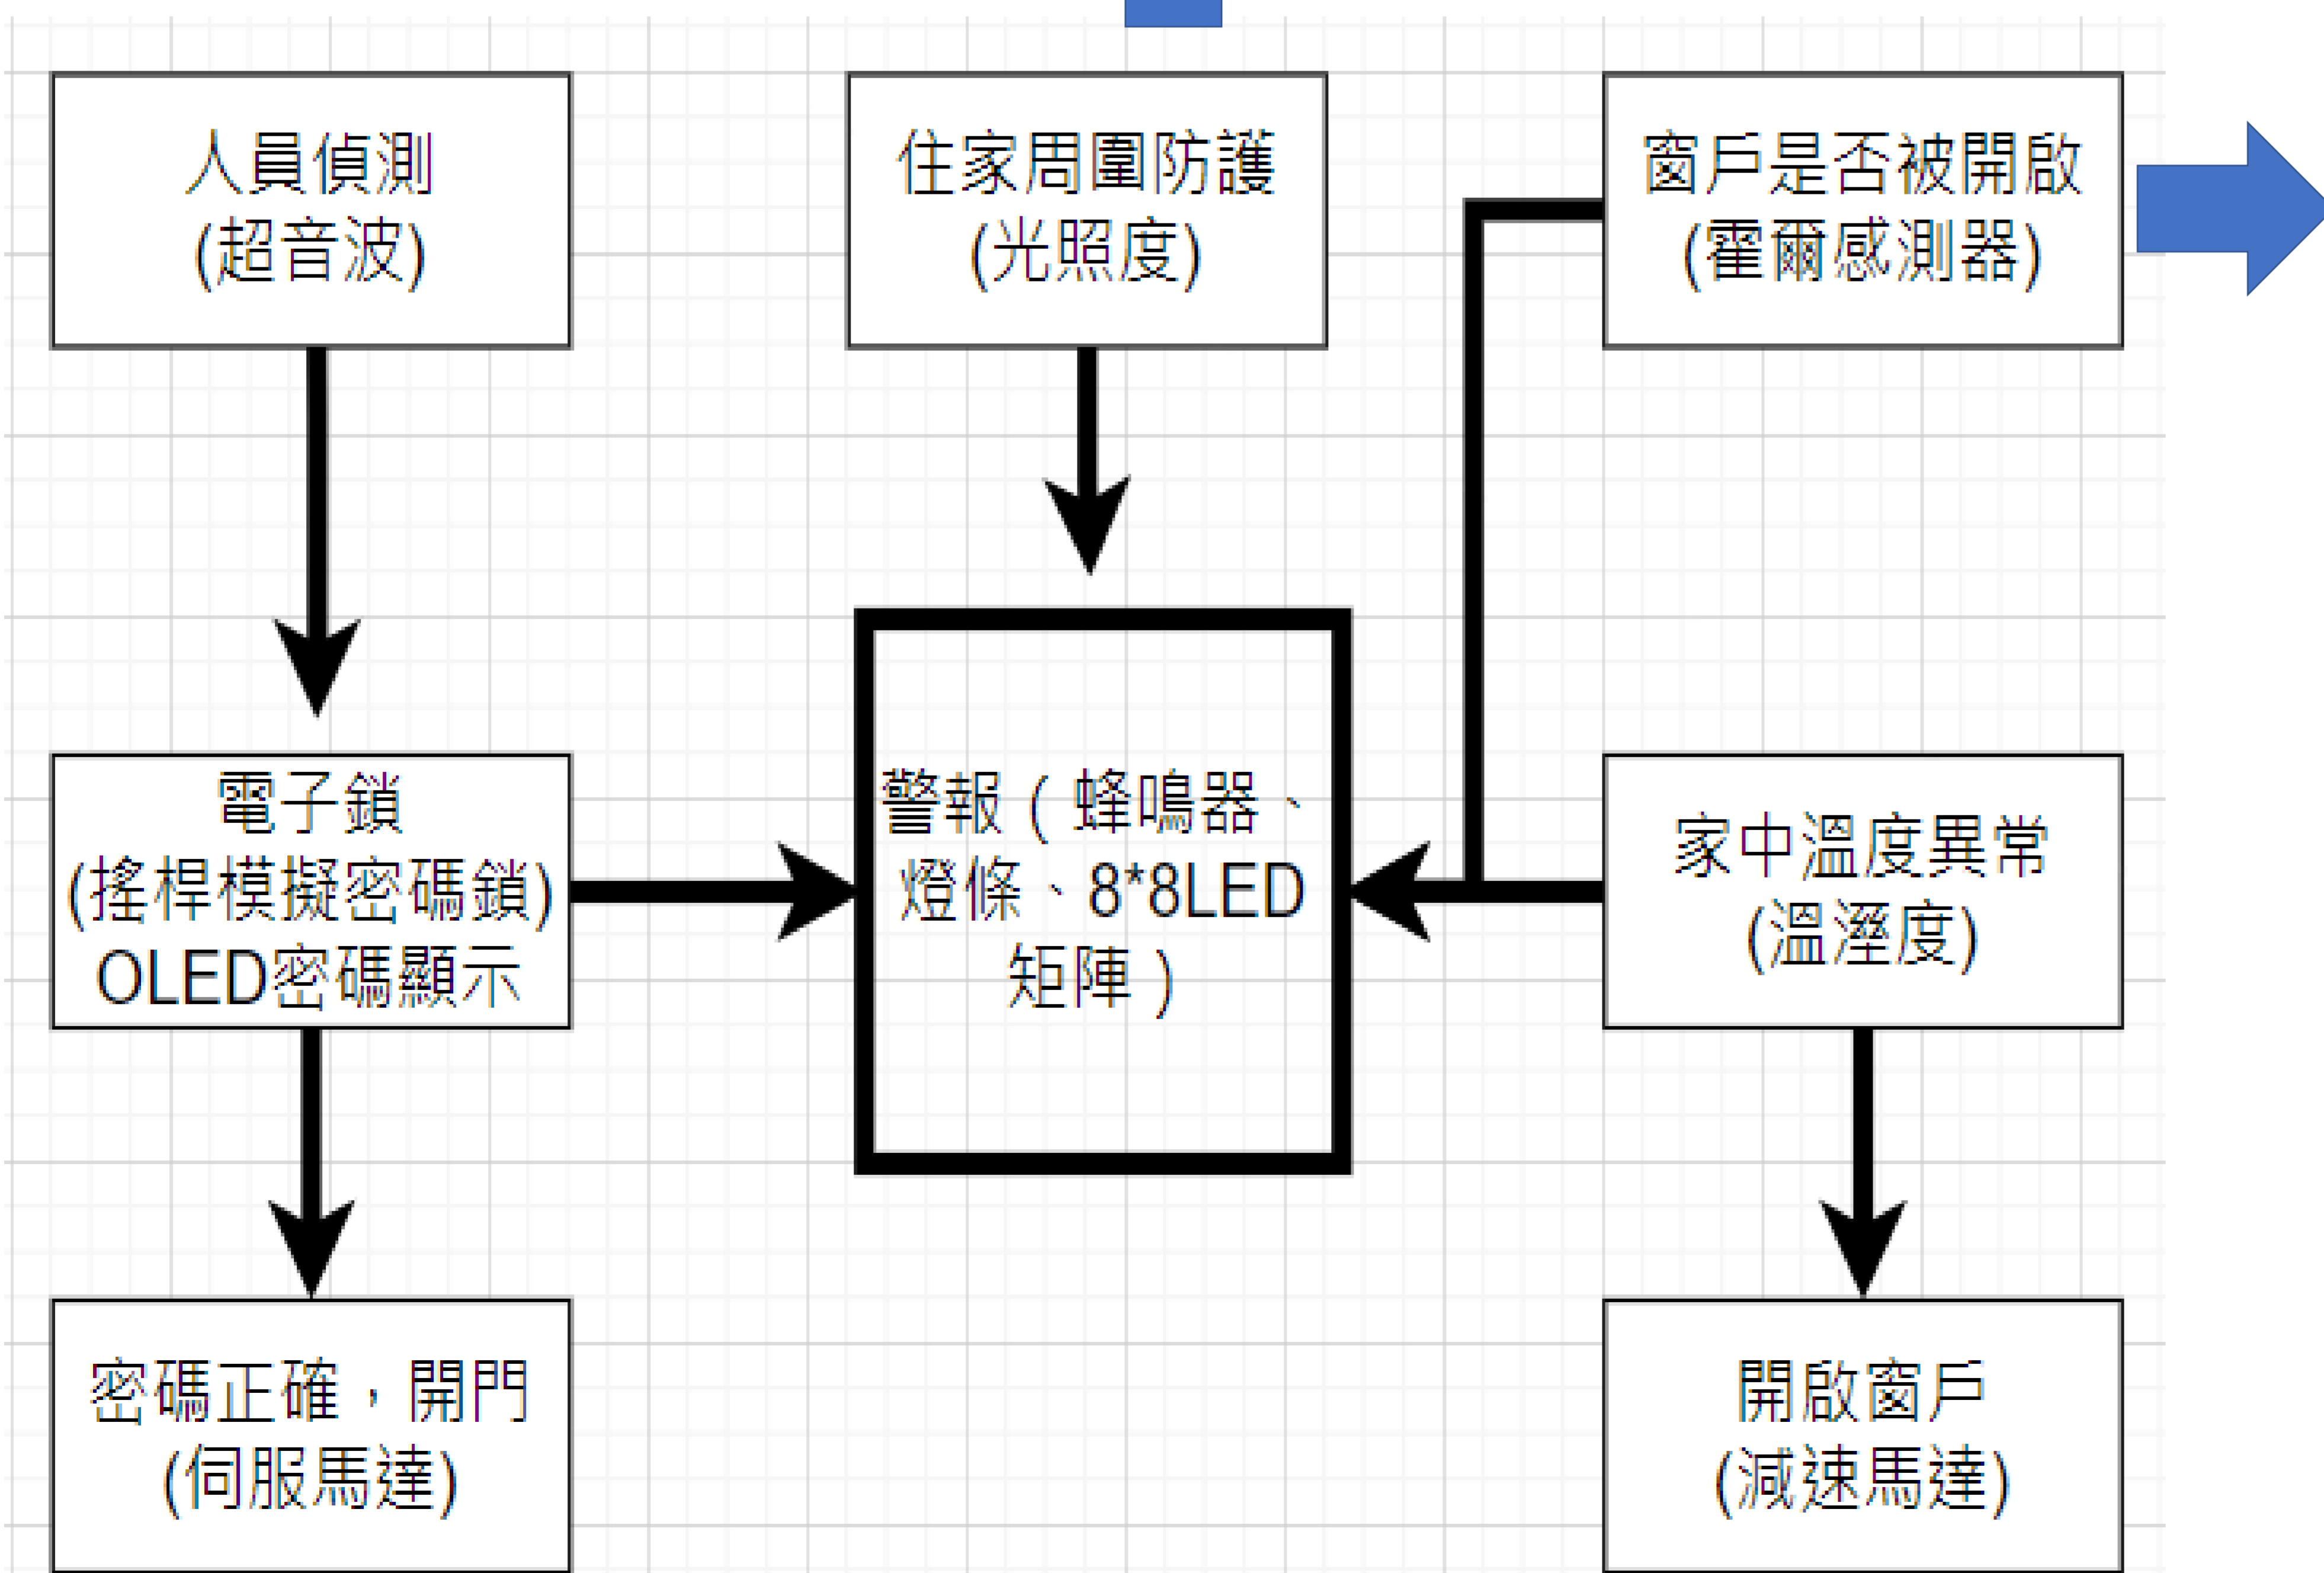 人員偵測
(超音波)
住家周圍防護
(光照度)
窗戶是否被開啟
(霍爾感測器)
電子鎖
(搖桿模擬密碼鎖)
OLED密碼顯示
警報（蜂鳴器、
燈條、8*8LED
矩陣）
家中溫度異常
(溫溼度)
密碼正確，開門
(伺服馬達)
開啟窗戶
(減速馬達)